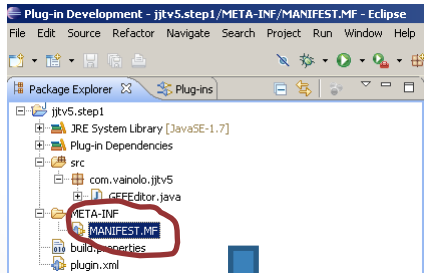 Plug-in Development - jjtv5.step1/META-INF/MANIFEST.MF - Eclipse
File Edit Source Refactor Navigate Search Project Run Window Help
Package Explorer Plug-ins
jjtv5.step1
JRE System Library [JavaSE-1.7]
Plug-in Dependencies
src
com.vainolo.jjtv5
GEFEditor.java
META-INF
MANIFEST.MF
build.properties
plugin.xml